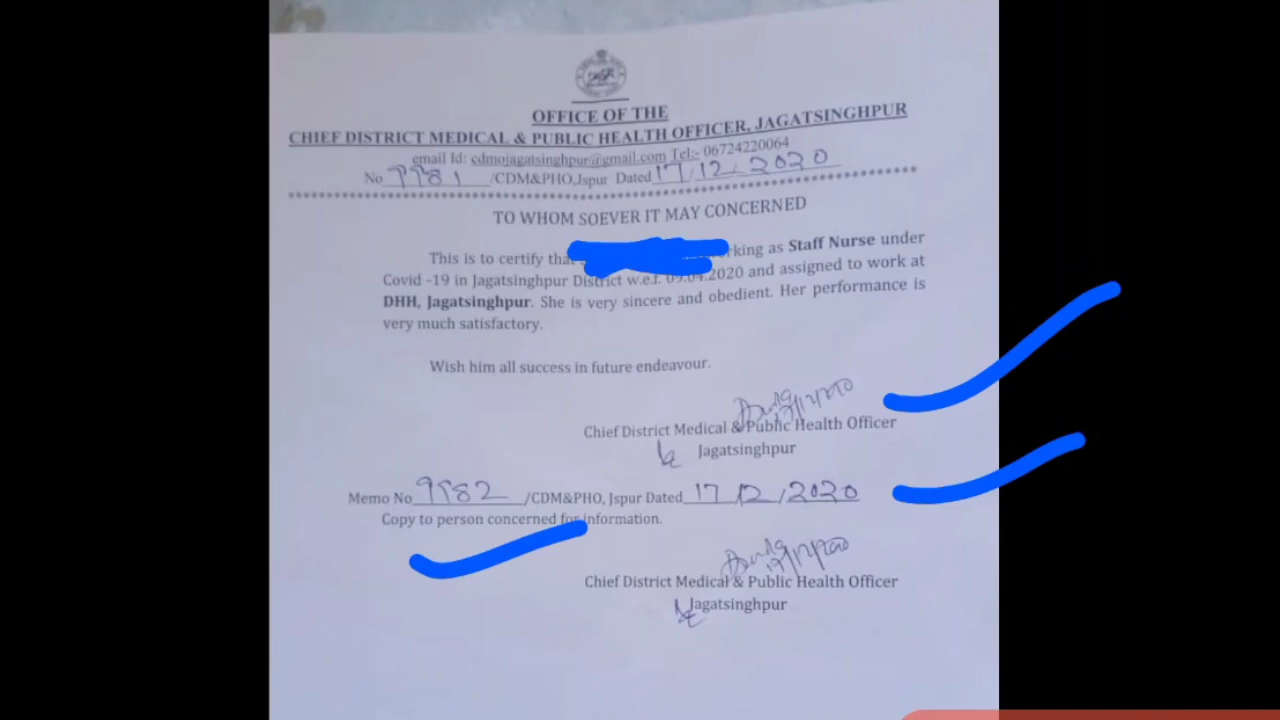 OFFICE OF THE
CHIEF DISTRICT MEDICAL & PUBLIC HEALTH OFFICER, JAGATSINGHPUR
email Id: cdmojagatsinghpur@gmail.com Tel:- 06724220064
No 9981 /CDM&PHO,Jspur Dated 17/12/2020
TO WHOM SOEVER IT MAY CONCERNED
This is to certify that rking as Staff Nurse under
Covid -19 in Jagatsinghpur District w.e.f. 09.04.2020 and assigned to work at
DHH, Jagatsinghpur. She is very sincere and obedient. Her performance is
very much satisfactory.
Wish him all success in future endeavour.
Chief District Medical & Public Health Officer
Jagatsinghpur
Memo No 9982 /CDM&PHO, Jspur Dated 17/12/2020
Copy to person concerned for information.
Chief District Medical & Public Health Officer
Jagatsinghpur